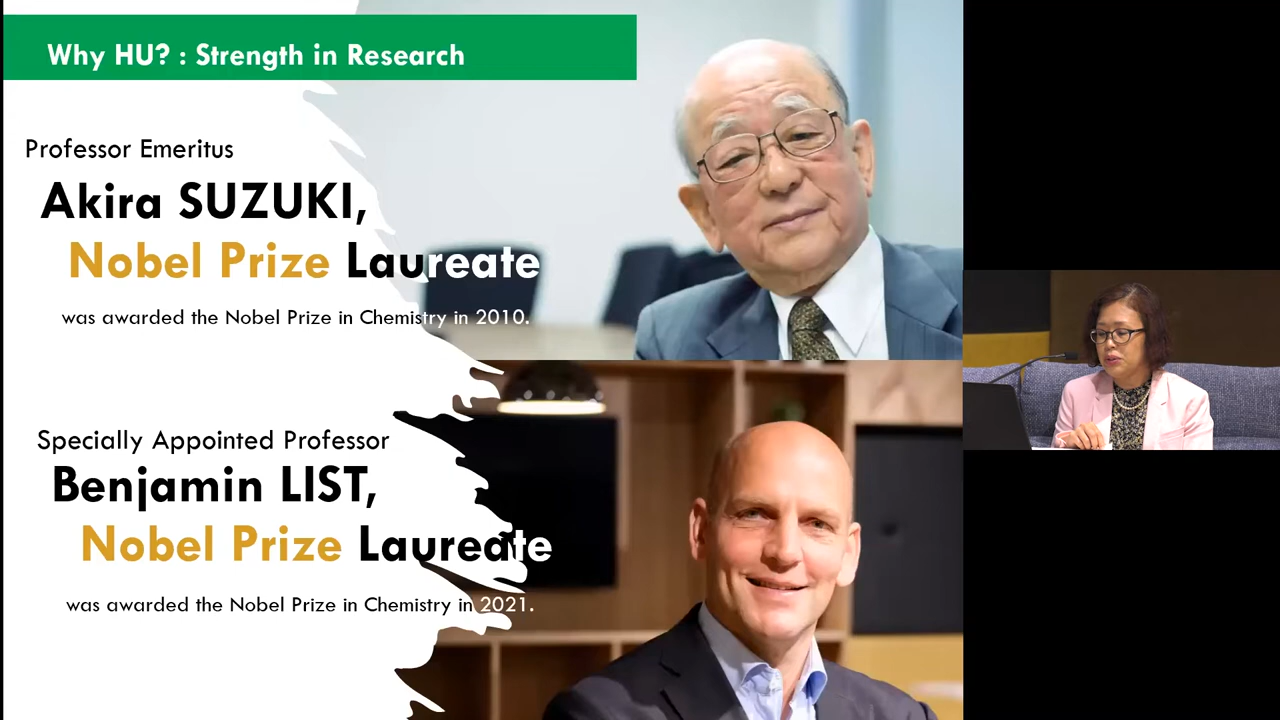 Why HU? : Strength in Research
Professor Emeritus
Akira SUZUKI,
Nobel Prize Laureate
was awarded the Nobel Prize in Chemistry in 2010.
Specially Appointed Professor
Benjamin LIST,
Nobel Prize Laureate
was awarded the Nobel Prize in Chemistry in 2021.